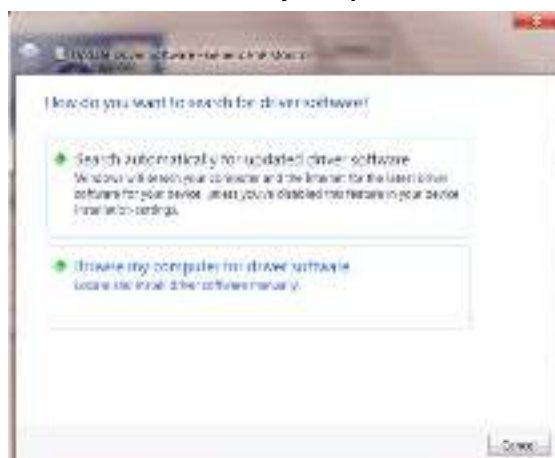 Update Driver Software - Generic PnP Monitor
How do you want to search for driver software?
Search automatically for updated driver software
Windows will search your computer and the Internet for the latest driver
software for your device, unless you've disabled this feature in your device
installation settings.
Browse my computer for driver software
Locate and install driver software manually.
Cancel